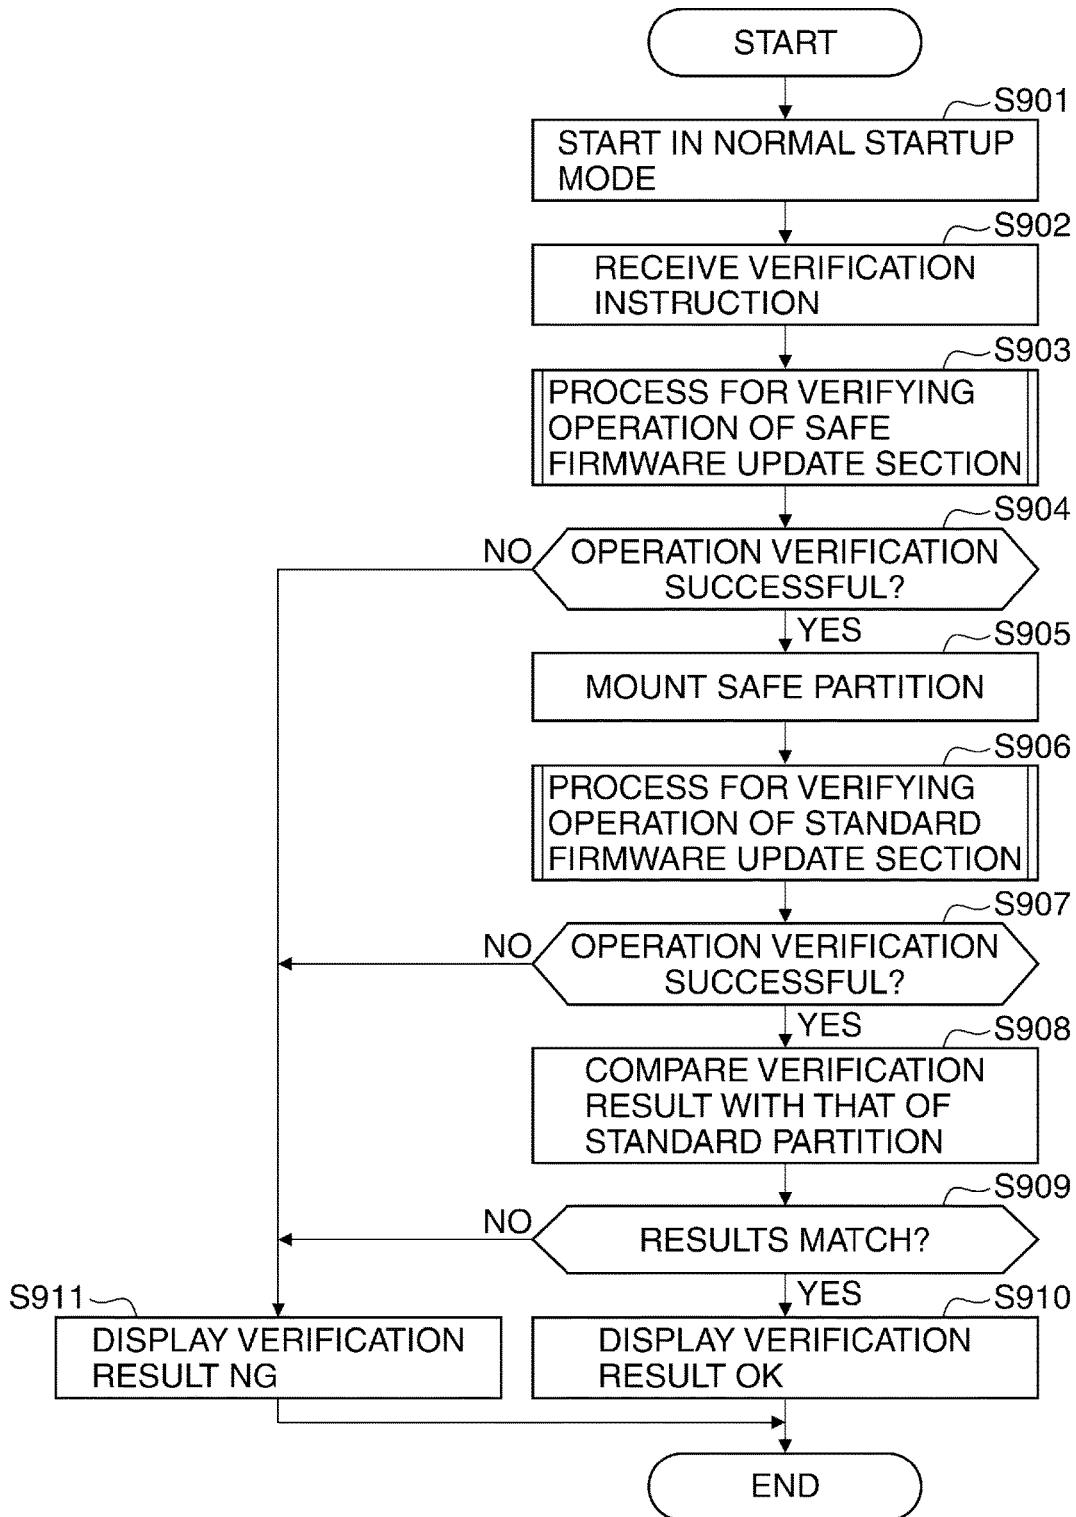 START
S901
START IN NORMAL STARTUP
MODE
S902
RECEIVE VERIFICATION
INSTRUCTION
S903
PROCESS FOR VERIFYING
OPERATION OF SAFE
FIRMWARE UPDATE SECTION
S904
NO
OPERATION VERIFICATION
SUCCESSFUL?
YES
S905
MOUNT SAFE PARTITION
S906
PROCESS FOR VERIFYING
OPERATION OF STANDARD
FIRMWARE UPDATE SECTION
S907
NO
OPERATION VERIFICATION
SUCCESSFUL?
YES
S908
COMPARE VERIFICATION
RESULT WITH THAT OF
STANDARD PARTITION
S909
NO
RESULTS MATCH?
YES
S911
DISPLAY VERIFICATION
RESULT NG
S910
DISPLAY VERIFICATION
RESULT OK
END